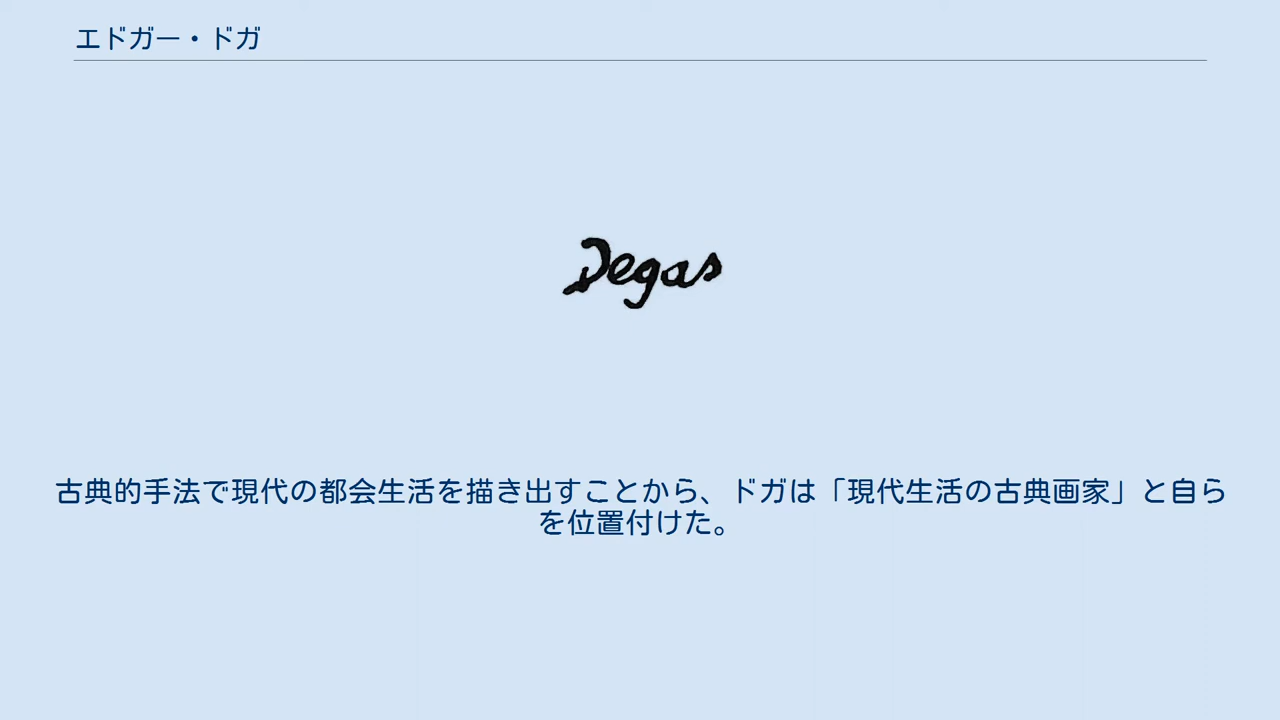 エドガー・ドガ
Degas
古典的手法で現代の都会生活を描き出すことから、ドガは「現代生活の古典画家」と自ら
を位置付けた。